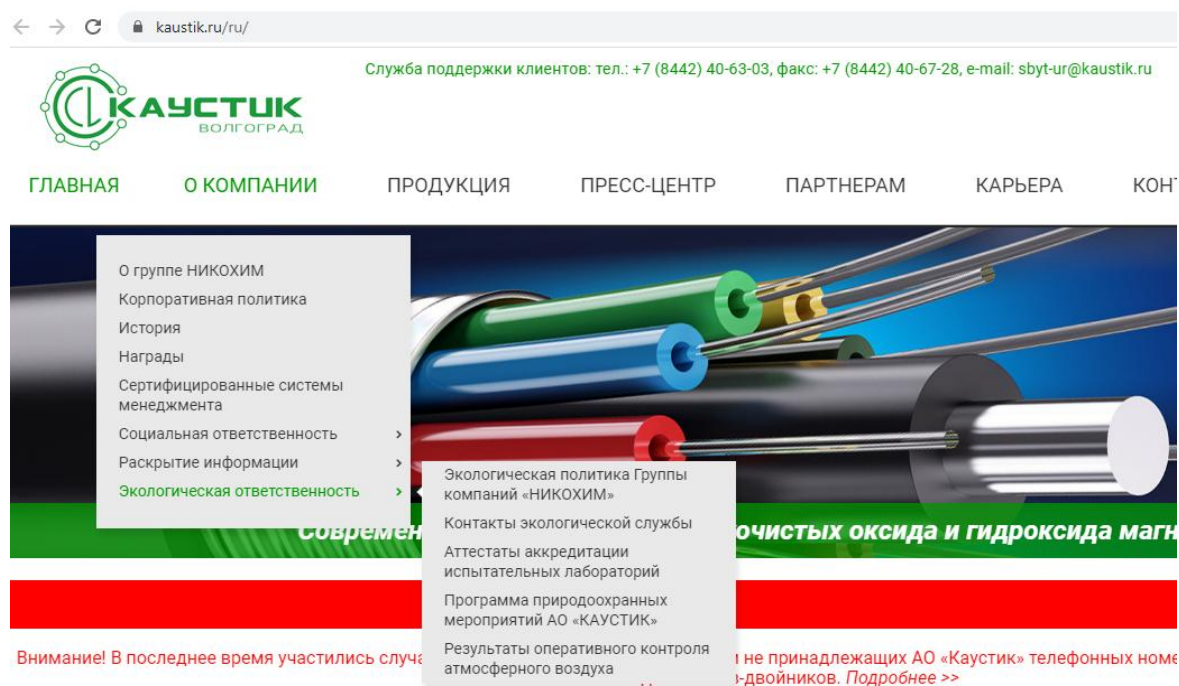 kaustik.ru/ru/
Служба поддержки клиентов: тел.: +7 (8442) 40-63-03, факс: +7 (8442) 40-67-28, e-mail: sbyt-ur@kaustik.ru
КАУСТИК
ВОЛГОГРАД
ГЛАВНАЯ О КОМПАНИИ ПРОДУКЦИЯ ПРЕСС-ЦЕНТР ПАРТНЕРАМ КАРЬЕРА
О группе НИКОХИМ
Корпоративная политика
История
Награды
Сертифицированные системы
менеджмента
Социальная ответственность
Раскрытие информации
Экологическая ответственность
Экологическая политика Группы
компаний «НИКОХИМ»
Контакты экологической службы
Аттестаты аккредитации
испытательных лабораторий
Программа природоохранных
мероприятий АО «КАУСТИК»
Результаты оперативного контроля
атмосферного воздуха
оксида и гидроксида
Внимание! В последнее время участились
не принадлежащих АО «Каустик» телефонных
-двойников. Подробнее >>